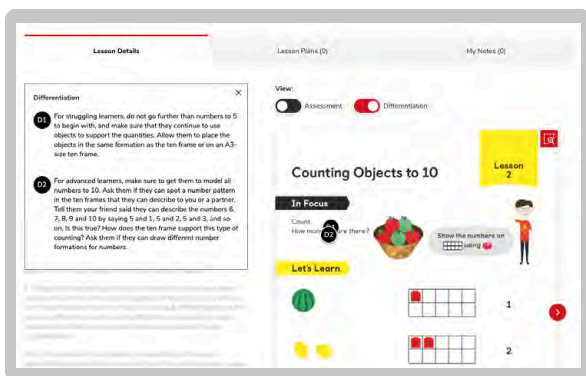 Lesson Details
Lesson Plans (0)
My Notes (0)
Differentiation
×
D1
For struggling learners, do not go further than numbers to 5
to begin with, and make sure that they continue to use
objects to support the quantities. Allow them to place the
objects in the same formation as the ten frame or on an A3-
size ten frame.
D2
For advanced learners, make sure to get them to model all
numbers to 10. Ask them if they can spot a number pattern
in the ten frames that they can describe to you or a partner.
Tell them your friend said they can describe the numbers 6,
7, 8, 9 and 10 by saying 5 and 1, 5 and 2, 5 and 3, and so
on. Is this true? How does the ten frame support this type of
counting? Ask them if they can draw different number
formations for numbers.
View:
Assessment
Differentiation
Counting Objects to 10
Lesson
2
In Focus
Count.
How many are there?
D2
Show the numbers on
using
Let's Learn
1
2